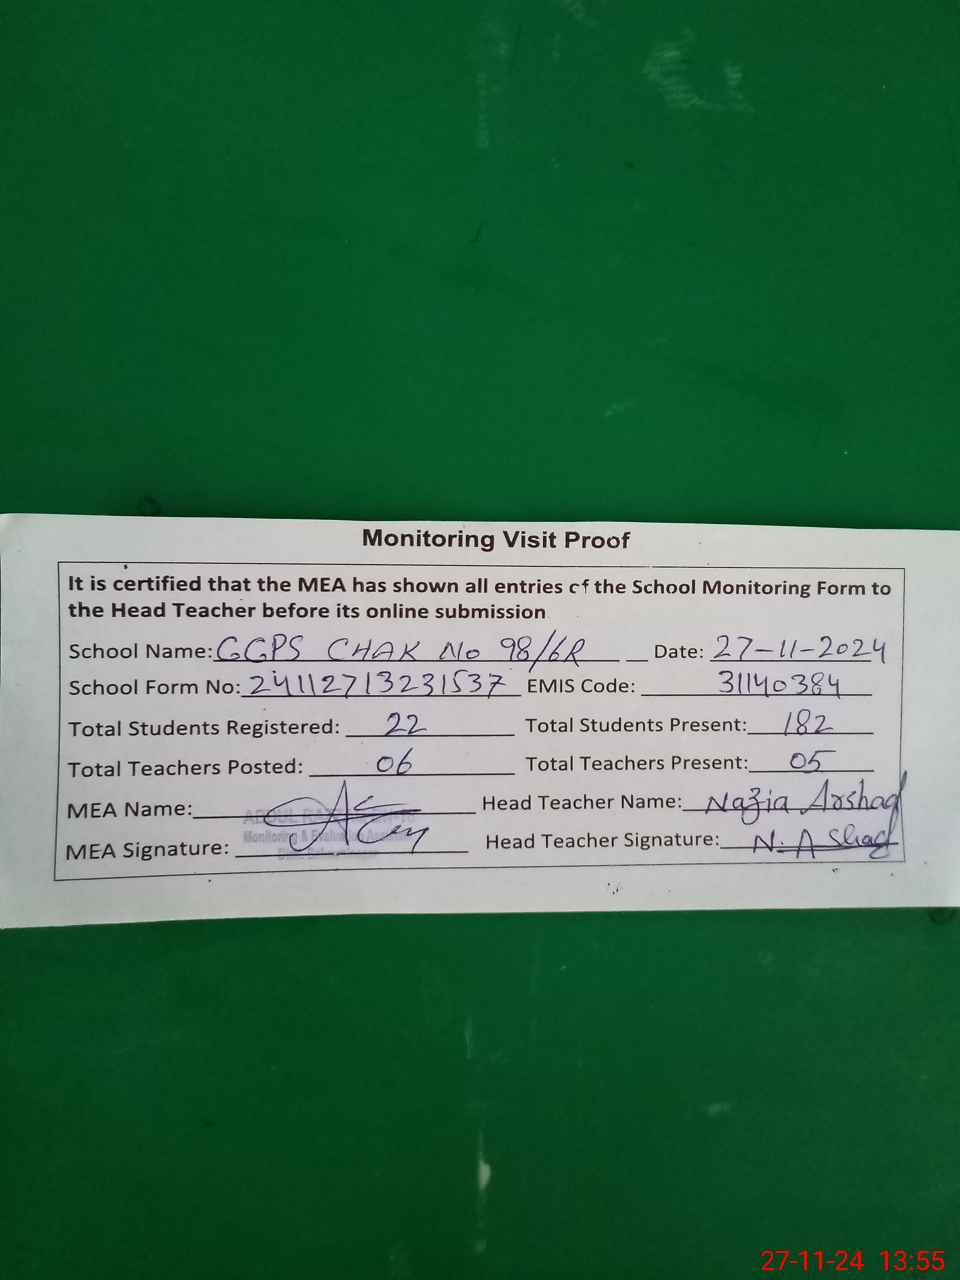 Monitoring Visit Proof
It is certified that the MEA has shown all entries of the School Monitoring Form to
the Head Teacher before its online submission
School Name: GGPS CHAK No 98/6R Date: 27-11-2024
School Form No: 24112713231537 EMIS Code: 31140384
Total Students Registered: 22 Total Students Present: 182
Total Teachers Posted: 06 Total Teachers Present: 05
MEA Name: Head Teacher Name: Nazia Arshad
Monitoring & Evaluation
MEA Signature: Head Teacher Signature: N. Ashad
27-11-24 13:55